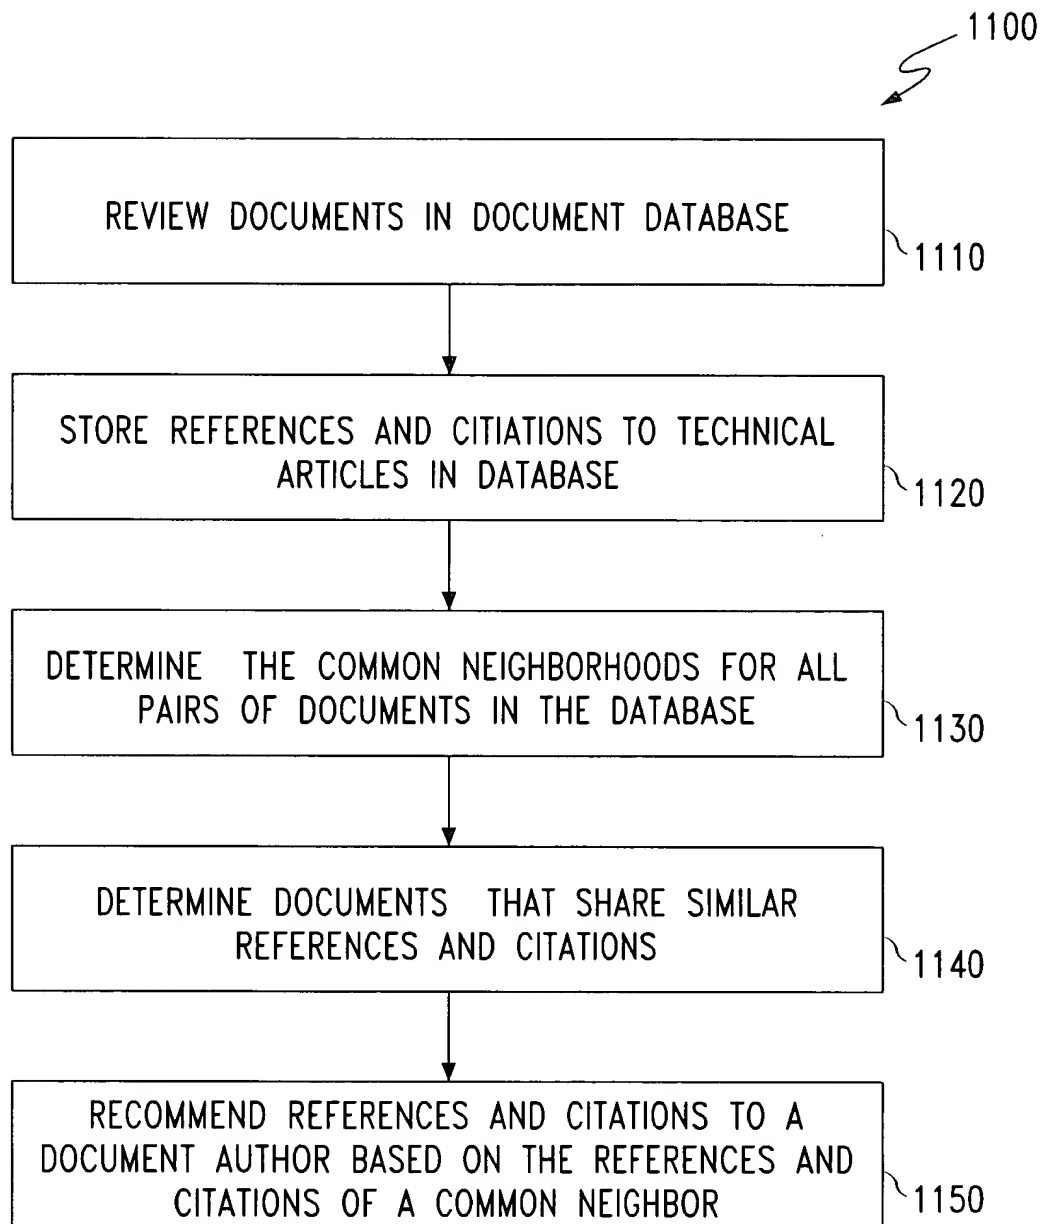 1100
REVIEW DOCUMENTS IN DOCUMENT DATABASE
1110
STORE REFERENCES AND CITIATIONS TO TECHNICAL
ARTICLES IN DATABASE
1120
DETERMINE THE COMMON NEIGHBORHOODS FOR ALL
PAIRS OF DOCUMENTS IN THE DATABASE
1130
DETERMINE DOCUMENTS THAT SHARE SIMILAR
REFERENCES AND CITATIONS
1140
RECOMMEND REFERENCES AND CITATIONS TO A
DOCUMENT AUTHOR BASED ON THE REFERENCES AND
CITATIONS OF A COMMON NEIGHBOR
1150